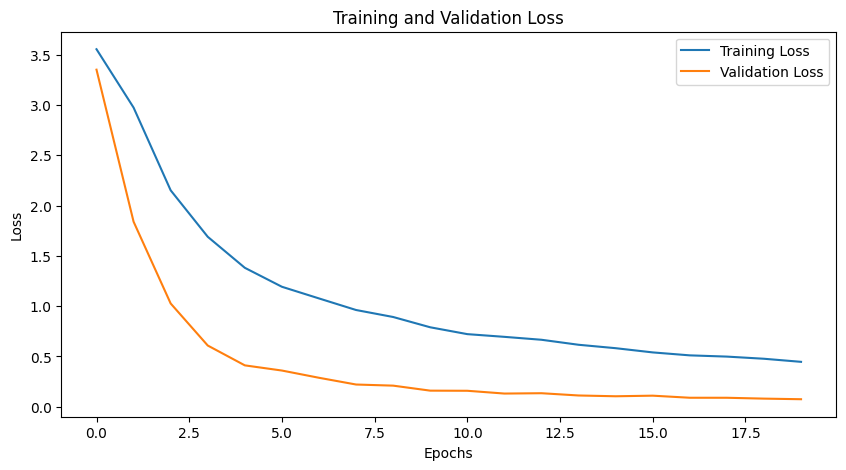 Training and Validation Loss
Training Loss
Validation Loss
Loss
3.5
3.0
2.5
2.0
1.5
1.0
0.5
0.0
0.0 2.5 5.0 7.5 10.0 12.5 15.0 17.5
Epochs